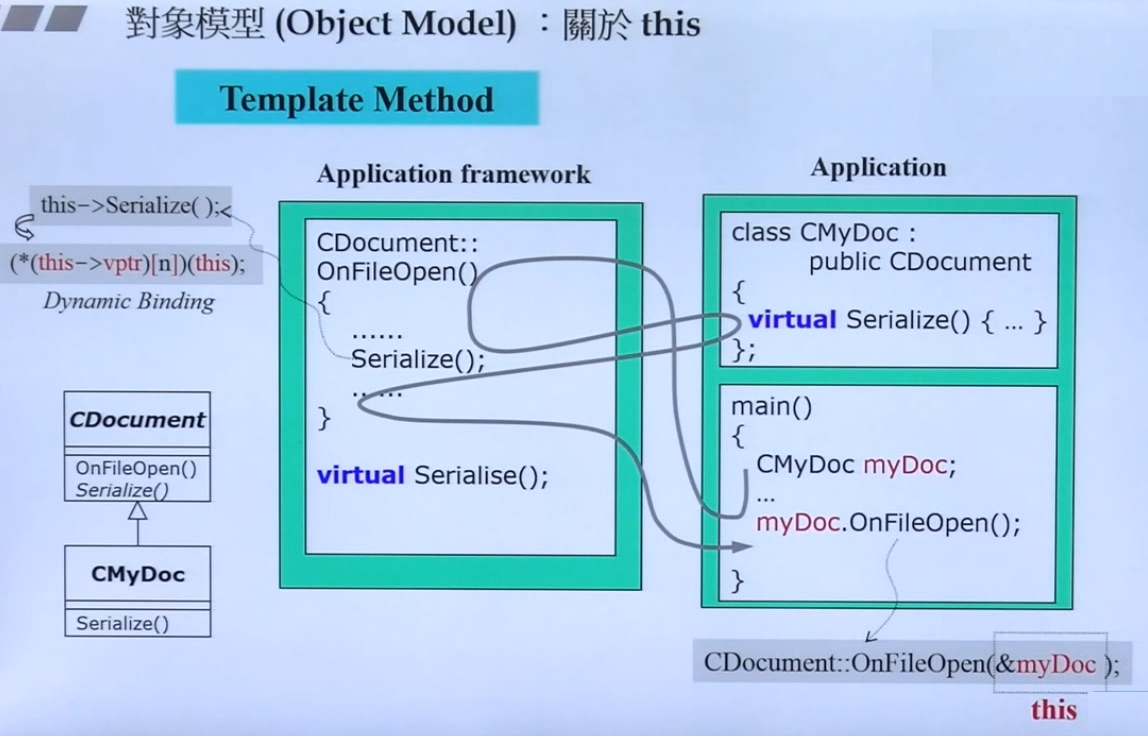 對象模型 (Object Model) ：關於 this
Template Method
Application framework
Application
this->Serialize( );
(*(this->vptr)[n])(this);
Dynamic Binding
CDocument::
OnFileOpen()
{
......
Serialize();
......
}
virtual Serialise();
class CMyDoc :
public CDocument
{
virtual Serialize() { ... }
};
main()
{
CMyDoc myDoc;
...
myDoc.OnFileOpen();
}
CDocument
OnFileOpen()
Serialize()
CMyDoc
Serialize()
CDocument::OnFileOpen(&myDoc );
this